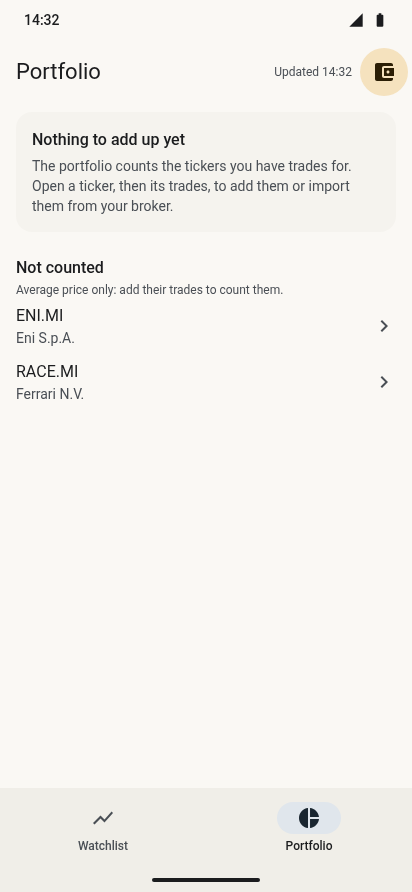 14:32
Portfolio
Updated 14:32
Nothing to add up yet
The portfolio counts the tickers you have trades for.
Open a ticker, then its trades, to add them or import
them from your broker.
Not counted
Average price only: add their trades to count them.
ENI.MI
Eni S.p.A.
RACE.MI
Ferrari N.V.
Watchlist
Portfolio